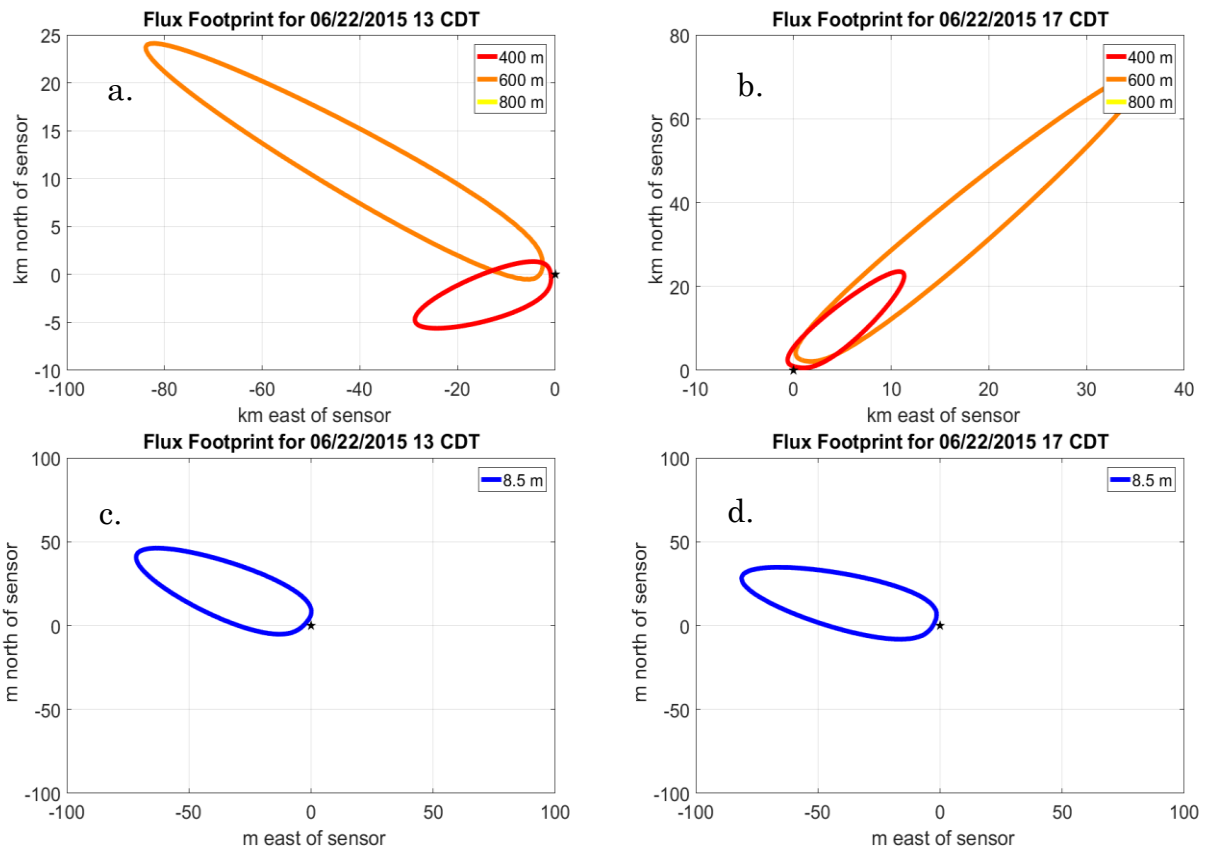 Flux Footprint for 06/22/2015 13 CDT
25
20
15
10
5
0
-5
-10
-100
-80
-60
-40
-20
0
km north of sensor
km east of sensor
400 m
600 m
800 m
a.
Flux Footprint for 06/22/2015 17 CDT
80
60
40
20
0
-10
0
10
20
30
40
km north of sensor
km east of sensor
400 m
600 m
800 m
b.
Flux Footprint for 06/22/2015 13 CDT
100
50
0
-50
-100
-100
-50
0
50
100
m north of sensor
m east of sensor
8.5 m
c.
Flux Footprint for 06/22/2015 17 CDT
100
50
0
-50
-100
-100
-50
0
50
100
m north of sensor
m east of sensor
8.5 m
d.